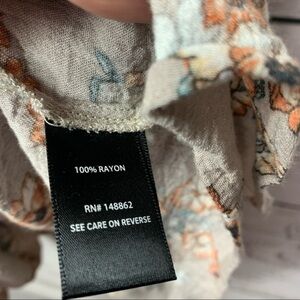 100% RAYON
RN# 148862
SEE CARE ON REVERSE